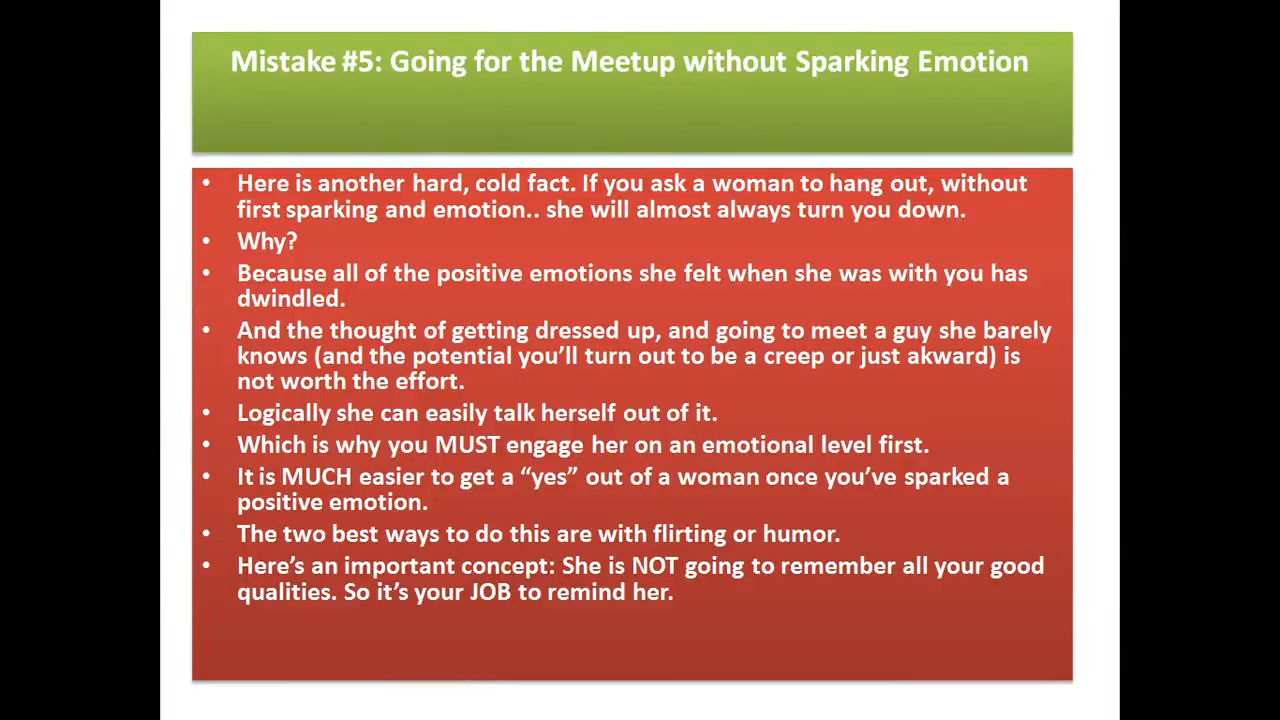 Mistake #5: Going for the Meetup without Sparking Emotion
• Here is another hard, cold fact. If you ask a woman to hang out, without
first sparking and emotion.. she will almost always turn you down.
• Why?
• Because all of the positive emotions she felt when she was with you has
dwindled.
• And the thought of getting dressed up, and going to meet a guy she barely
knows (and the potential you’ll turn out to be a creep or just akward) is
not worth the effort.
• Logically she can easily talk herself out of it.
• Which is why you MUST engage her on an emotional level first.
• It is MUCH easier to get a “yes” out of a woman once you’ve sparked a
positive emotion.
• The two best ways to do this are with flirting or humor.
• Here’s an important concept: She is NOT going to remember all your good
qualities. So it’s your JOB to remind her.